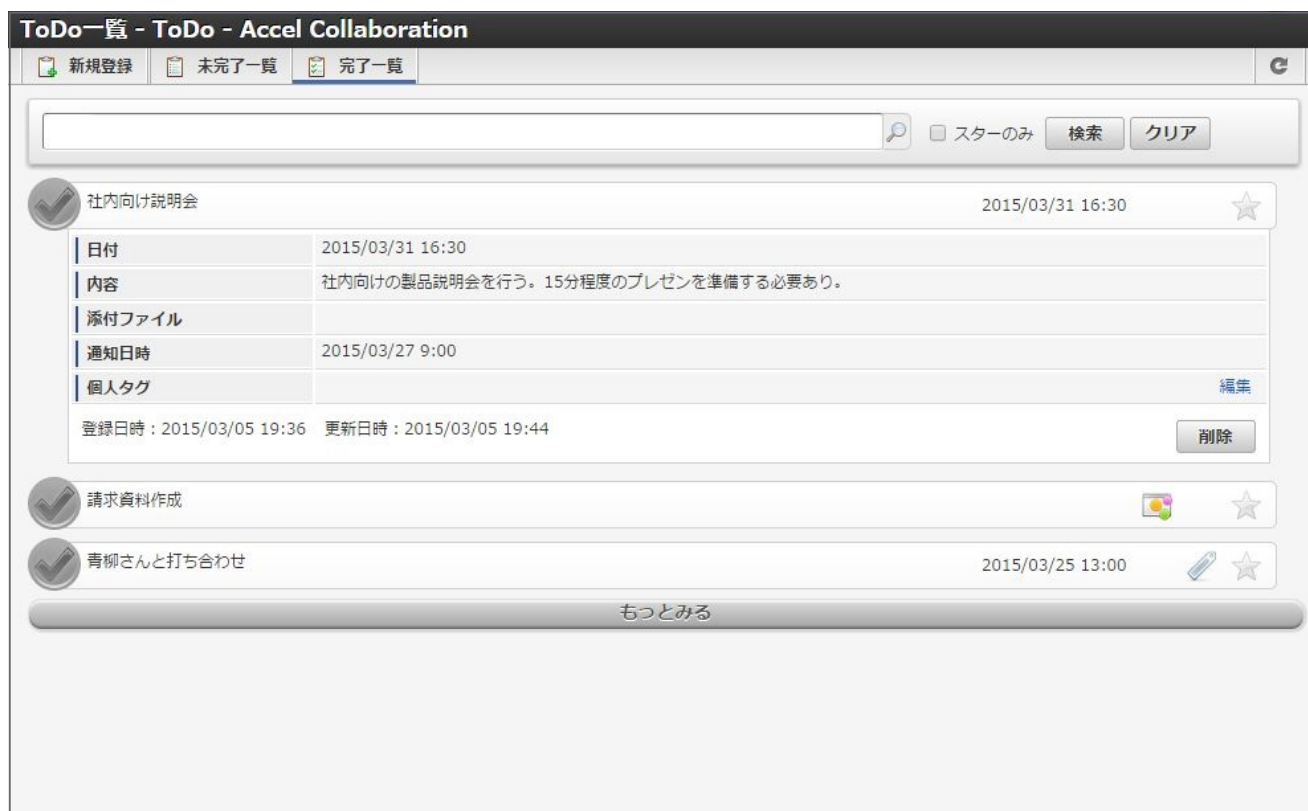 ToDo一覧 - ToDo - Accel Collaboration
新規登録 未完了一覧 完了一覧
スターのみ 検索 クリア
社内向け説明会 2015/03/31 16:30
日付 2015/03/31 16:30
内容 社内向けの製品説明会を行う。15分程度のプレゼンを準備する必要あり。
添付ファイル
通知日時 2015/03/27 9:00
個人タグ 編集
登録日時：2015/03/05 19:36 更新日時：2015/03/05 19:44 削除
請求資料作成
青柳さんと打ち合わせ 2015/03/25 13:00
もっとみる